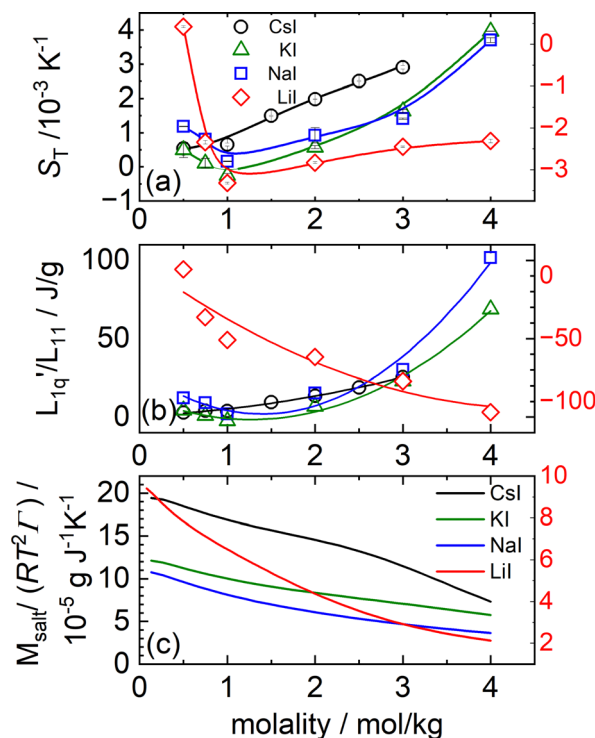 4
3
2
1
0
−1
S_T /10^-3 K^-1
(a)
CsI
KI
NaI
LiI
0
−1
−2
−3
0 1 2 3 4
100
50
0
L_1q'/L_11 / J/g
(b)
0
−50
−100
0 1 2 3 4
20
15
10
5
0
M_salt/ (RT^2Γ) /
10^-5 g J^-1K^-1
(c)
CsI
KI
NaI
LiI
10
8
6
4
2
0 1 2 3 4
molality / mol/kg